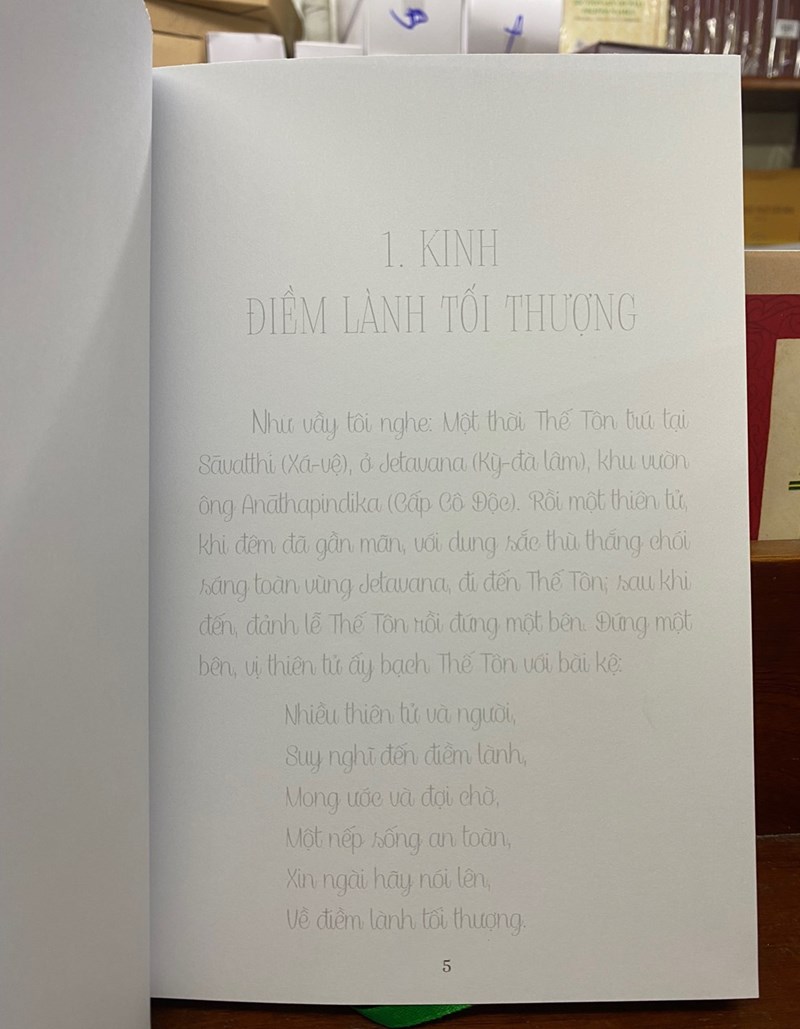 1. KINH
ĐIỀM LÀNH TỐI THƯỢNG
Như vầy tôi nghe: Một thời Thế Tôn trú tại
Sāvatthi (Xá-vệ), ở Jetavana (Kỳ-đà lâm), khu vườn
ông Anāthapindika (Cấp Cô Độc). Rồi một thiên tử,
khi đêm đã gần mãn, với dung sắc thù thắng chói
sáng toàn vùng Jetavana, đi đến Thế Tôn; sau khi
đến, đảnh lễ Thế Tôn rồi đứng một bên. Đứng một
bên, vị thiên tử ấy bạch Thế Tôn với bài kệ:
Nhiều thiên tử và người,
Suy nghĩ đến điềm lành,
Mong ước và đợi chờ,
Một nếp sống an toàn,
Xin ngài hãy nói lên,
Về điềm lành tối thượng.
5